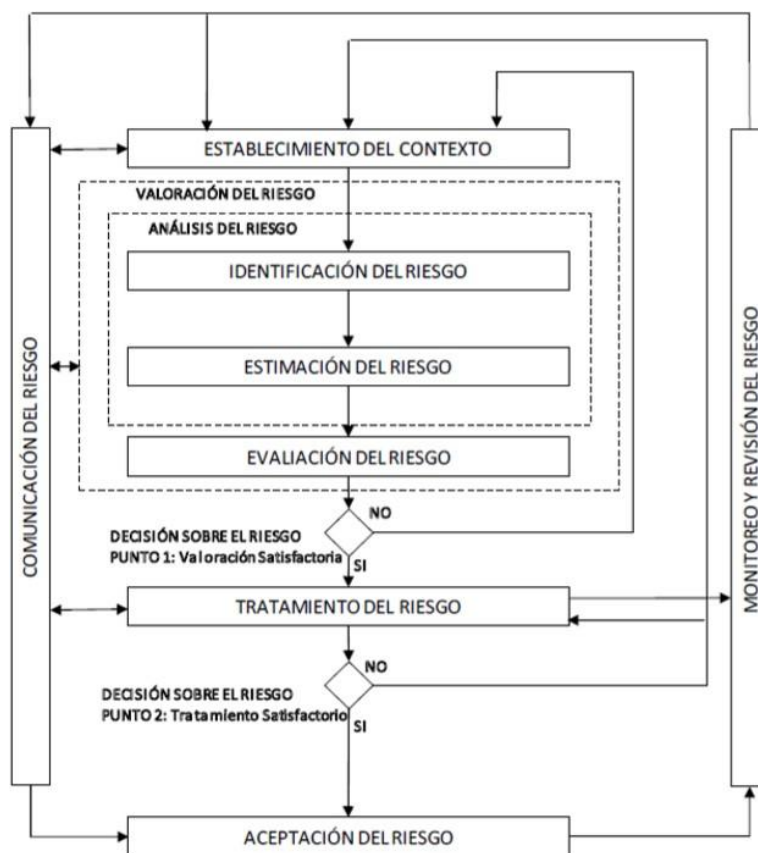 ESTABLECIMIENTO DEL CONTEXTO
VALORACIÓN DEL RIESGO
ANÁLISIS DEL RIESGO
IDENTIFICACIÓN DEL RIESGO
ESTIMACIÓN DEL RIESGO
EVALIACIÓN DEL RIESGO
NO
DECISIÓN SOBRE EL RIESGO
PUNTO 1: Valoración Satisfactoria
SI
TRATAMIENTO DEL RIESGO
NO
DECISIÓN SOBRE EL RIESGO
PUNTO 2: Tratamiento Satisfactorio
SI
ACEPTACIÓN DEL RIESGO
COMUNICACIÓN DEL RIESGO
MONITOREO Y REVISIÓN DEL RIESGO